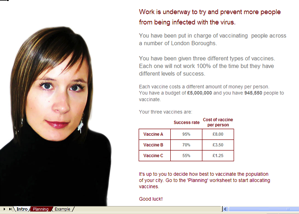 Work is underway to try and prevent more people
from being infected with the virus.
You have been put in charge of vaccinating people across
a number of London Boroughs.
You have been given three different types of vaccines.
Each one will not work 100% of the time but they have
different levels of success.
Each vaccine costs a different amount of money per person
You have a budget of £5,000,000 and you have 945,550 people to
vaccinate
Your three vaccines are:
Success rate Cost of vaccine
per person
Vaccine A 90% £8.00
Vaccine B 70% £3.00
Vaccine C 50% £1.25
It's up to you to decide how best to vaccinate the population
of your city. Go to the 'Planning' worksheet to start allocating
vaccines.
Good luck!
Intro Planning Example